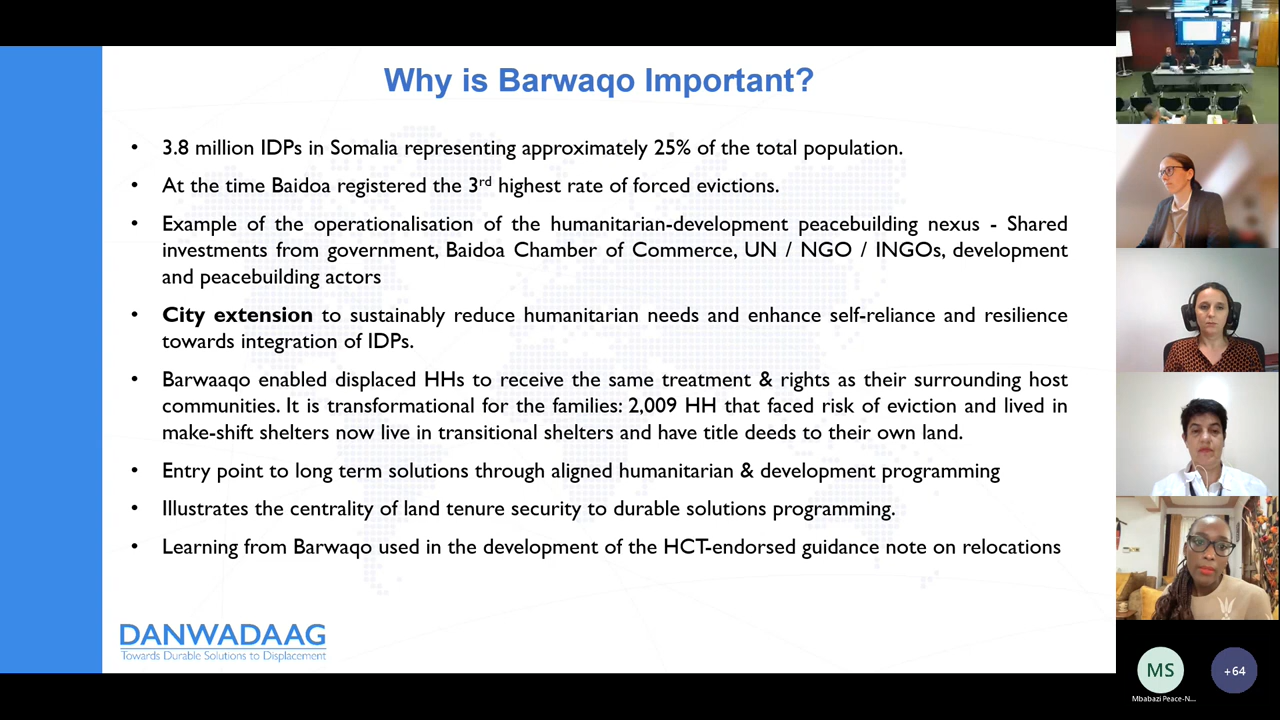 Why is Barwaqo Important?
• 3.8 million IDPs in Somalia representing approximately 25% of the total population.
• At the time Baidoa registered the 3rd highest rate of forced evictions.
• Example of the operationalisation of the humanitarian-development peacebuilding nexus - Shared
investments from government, Baidoa Chamber of Commerce, UN / NGO / INGOs, development
and peacebuilding actors
• City extension to sustainably reduce humanitarian needs and enhance self-reliance and resilience
towards integration of IDPs.
• Barwaaqo enabled displaced HHs to receive the same treatment & rights as their surrounding host
communities. It is transformational for the families: 2,009 HH that faced risk of eviction and lived in
make-shift shelters now live in transitional shelters and have title deeds to their own land.
• Entry point to long term solutions through aligned humanitarian & development programming
• Illustrates the centrality of land tenure security to durable solutions programming.
• Learning from Barwaqo used in the development of the HCT-endorsed guidance note on relocations
DANWADAAG
Towards Durable Solutions to Displacement
MS
Mbabazi Peace-N...
+64